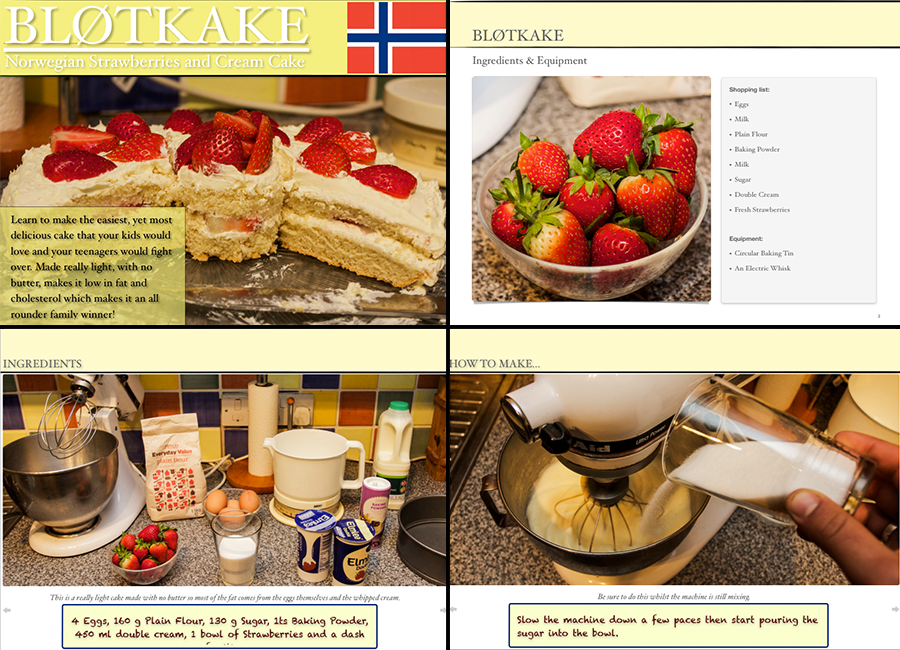 BLØTKAKE
Norwegian Strawberries and Cream Cake
Learn to make the easiest, yet most
delicious cake that your kids would
love and your teenagers would fight
over. Made really light, with no
butter, makes it low in fat and
cholesterol which makes it an all
rounder family winner!
BLØTKAKE
Ingredients & Equipment
Shopping list:
• Eggs
• Milk
• Plain Flour
• Baking Powder
• Milk
• Sugar
• Double Cream
• Fresh Strawberries
Equipment:
• Circular Baking Tin
• An Electric Whisk
INGREDIENTS
Everyday Value
plain flour
Elmlea
Elmlea
This is a really light cake made with no butter so most of the fat comes from the eggs themselves and the whipped cream.
4 Eggs, 160 g Plain Flour, 130 g Sugar, 1ts Baking Powder,
450 ml double cream, 1 bowl of Strawberries and a dash
HOW TO MAKE...
Aid
Ultra Power
Be sure to do this whilst the machine is still mixing.
Slow the machine down a few paces then start pouring the
sugar into the bowl.